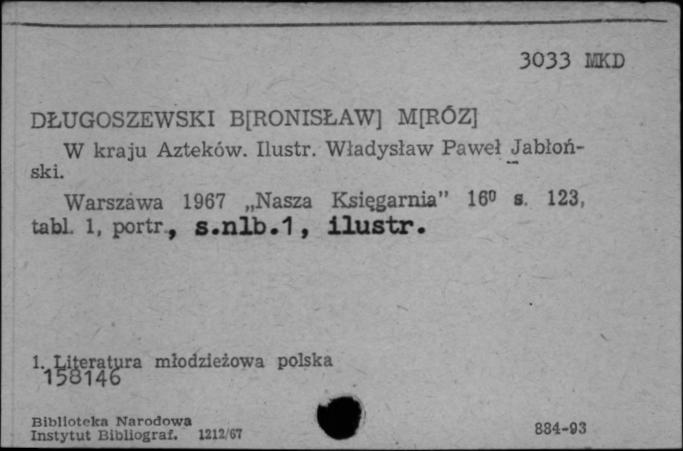 3033 MKD
DŁUGOSZEWSKI B[RONISŁAW] M[RÓZ]
W kraju Azteków. Ilustr. Władysław Paweł Jabłoń-
ski.
Warszawa 1967 „Nasza Księgarnia” 16⁰ s. 123,
tabl. 1, portr., s.nlb.1, ilustr.
1. Literatura młodzieżowa polska
158146
Biblioteka Narodowa
Instytut Bibliograf. 1212/67
884-93